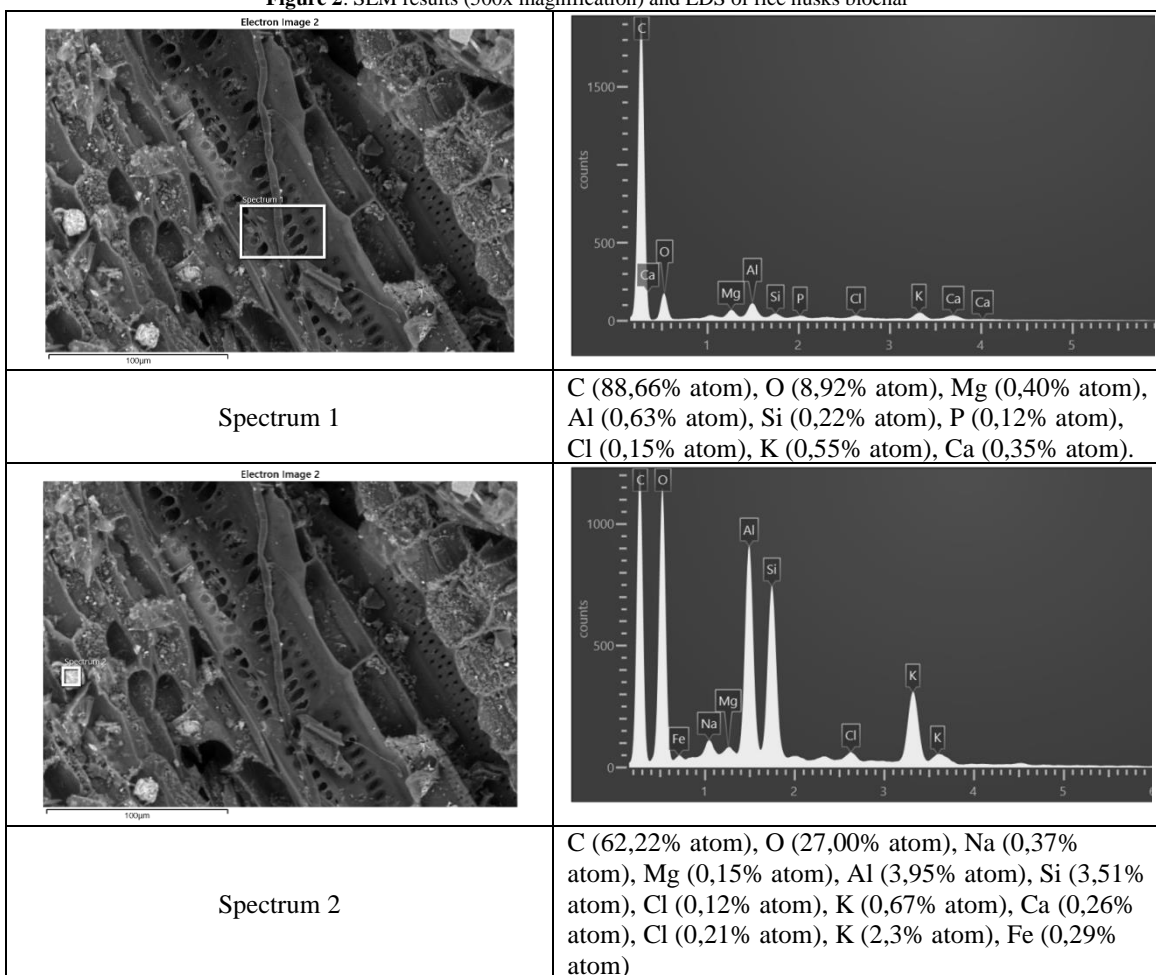 Figure 2. SEM results (500x magnification) and EDS of rice husks biochar
Electron Image 2
Spectrum 1
100µm
C
1500
counts
500
Ca
O
Mg
Al
Si
P
Cl
K
Ca
Ca
0
1 2 3 4 5
Spectrum 1
C (88,66% atom), O (8,92% atom), Mg (0,40% atom),
Al (0,63% atom), Si (0,22% atom), P (0,12% atom),
Cl (0,15% atom), K (0,55% atom), Ca (0,35% atom).
Electron Image 2
Spectrum 2
100µm
C
O
1000
Al
Si
counts
500
K
Mg
Na
Fe
Cl
K
0
1 2 3 4 5 6
Spectrum 2
C (62,22% atom), O (27,00% atom), Na (0,37%
atom), Mg (0,15% atom), Al (3,95% atom), Si (3,51%
atom), Cl (0,12% atom), K (0,67% atom), Ca (0,26%
atom), Cl (0,21% atom), K (2,3% atom), Fe (0,29%
atom)